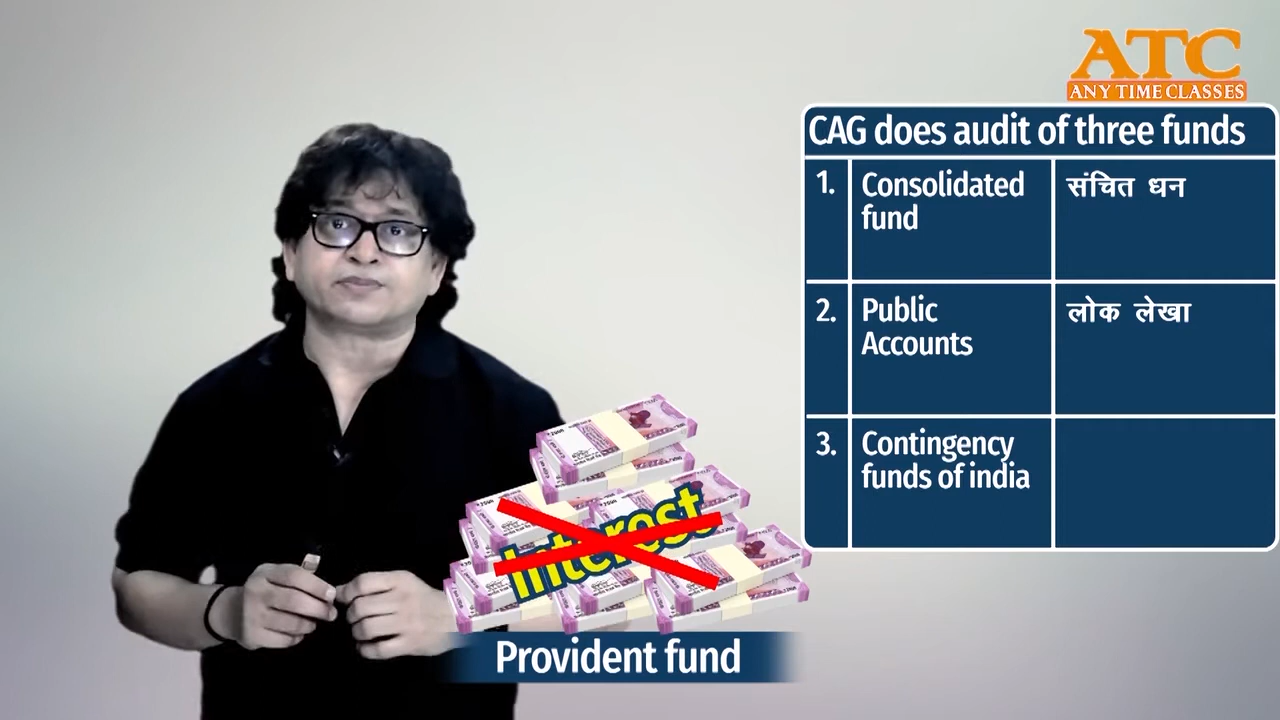 ATC
ANY TIME CLASSES
CAG does audit of three funds
1. Consolidated fund संचित धन
2. Public Accounts लोक लेखा
3. Contingency funds of india
Interest
Provident fund